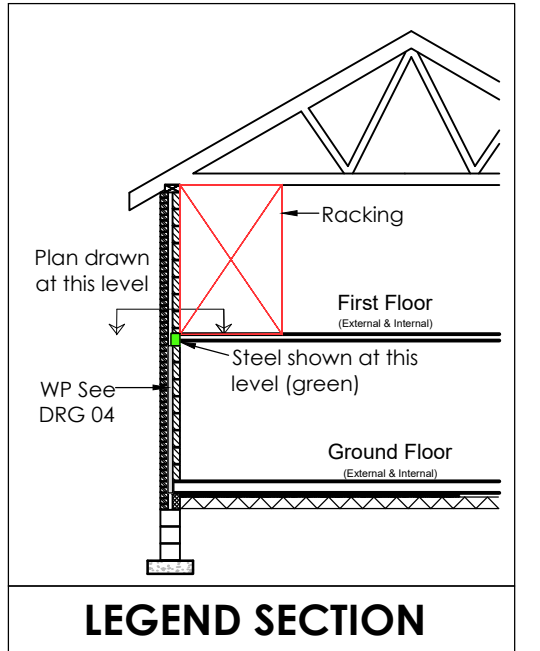 Racking
Plan drawn
at this level
First Floor
(External & Internal)
Steel shown at this
level (green)
WP See
DRG 04
Ground Floor
(External & Internal)
LEGEND SECTION